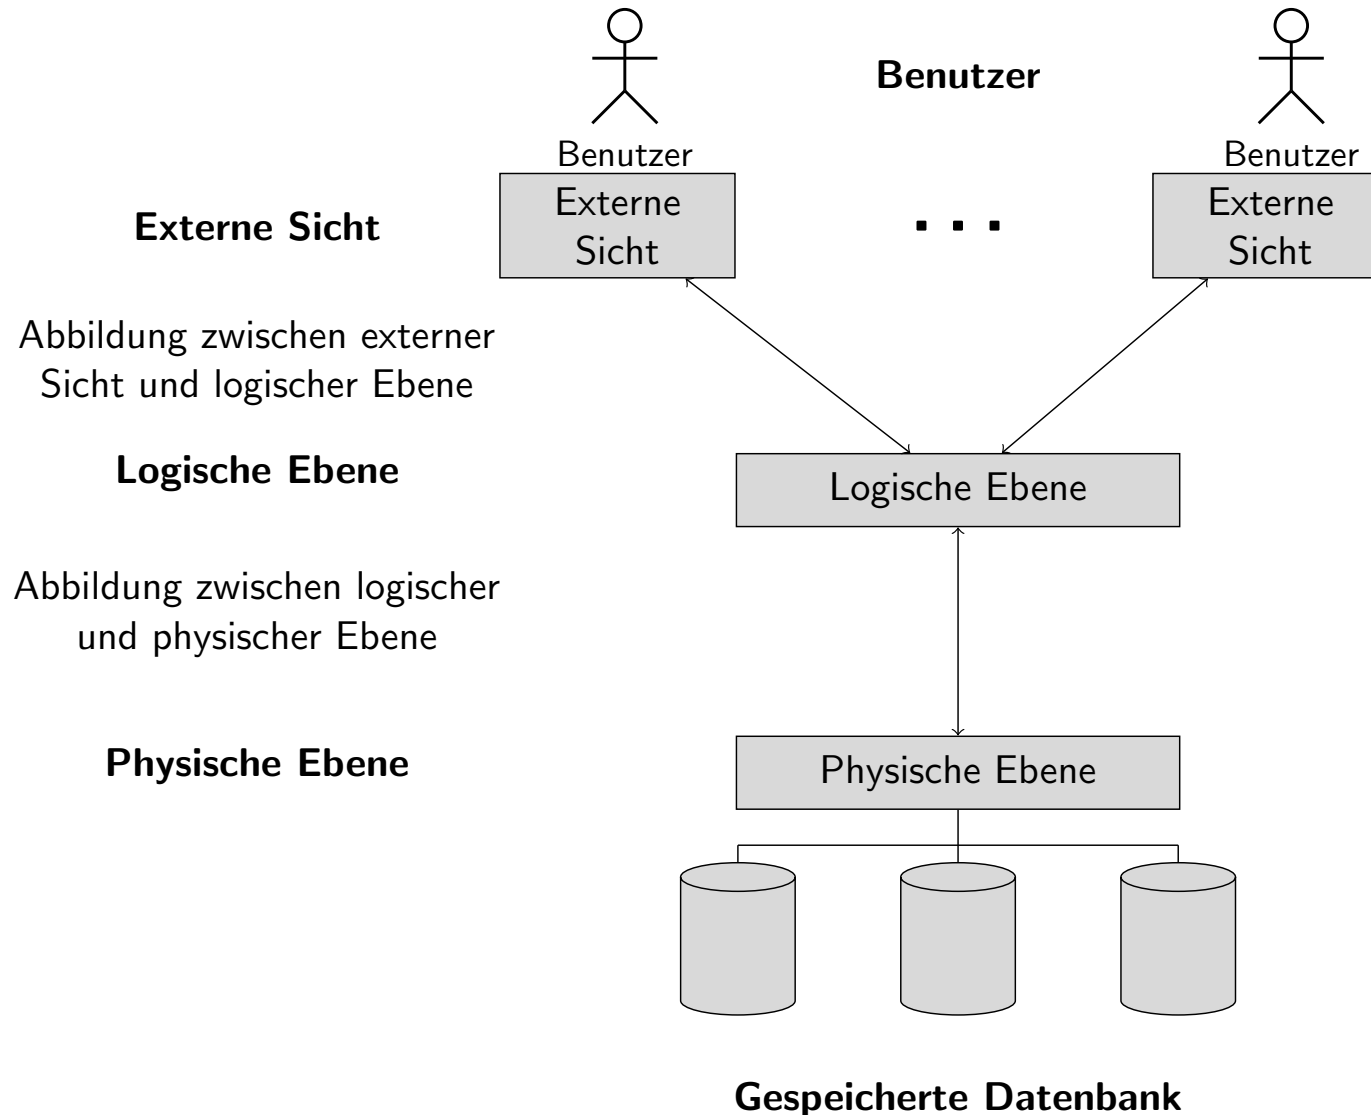 Benutzer
Benutzer
Benutzer
Externe Sicht
Externe
Sicht
. . .
Externe
Sicht
Abbildung zwischen externer
Sicht und logischer Ebene
Logische Ebene
Logische Ebene
Abbildung zwischen logischer
und physischer Ebene
Physische Ebene
Physische Ebene
Gespeicherte Datenbank